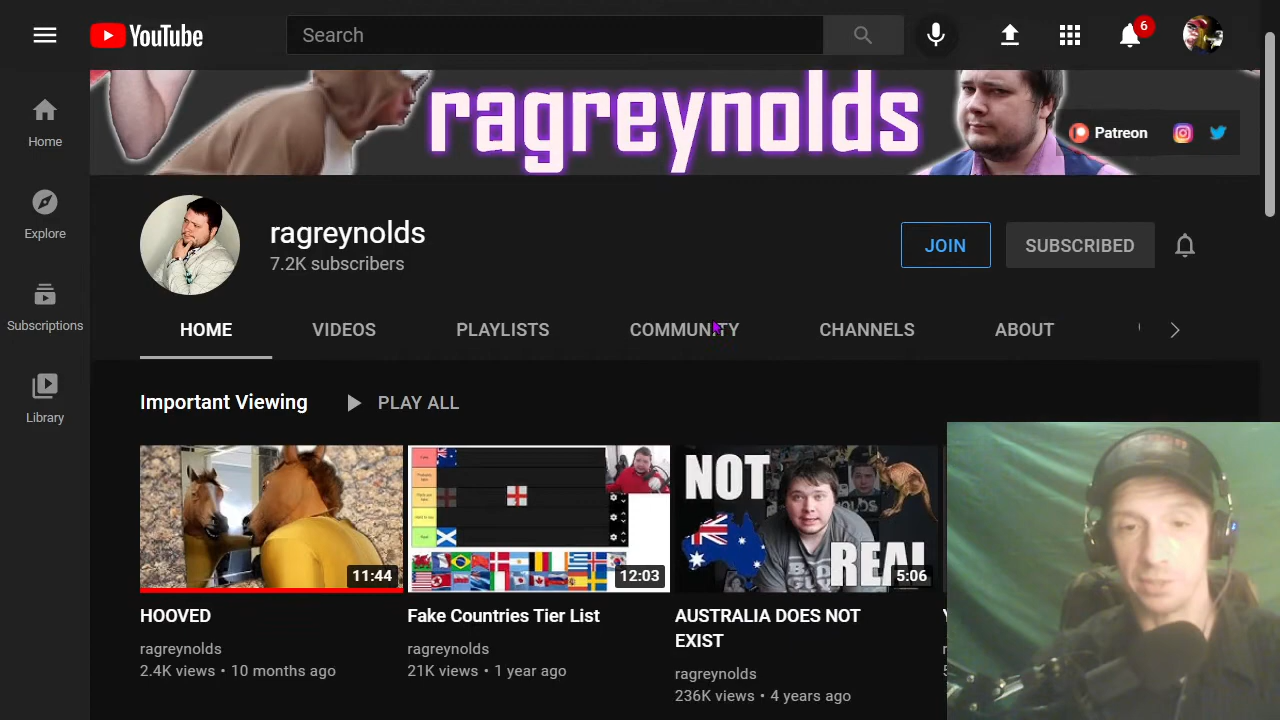 YouTube
Search
6
Home
Explore
Subscriptions
Library
ragreynolds
Patreon
ragreynolds
7.2K subscribers
JOIN
SUBSCRIBED
HOME
VIDEOS
PLAYLISTS
COMMUNITY
CHANNELS
ABOUT
Important Viewing
PLAY ALL
11:44
12:03
NOT
REAL
5:06
HOOVED
ragreynolds
2.4K views • 10 months ago
Fake Countries Tier List
ragreynolds
21K views • 1 year ago
AUSTRALIA DOES NOT
EXIST
ragreynolds
236K views • 4 years ago